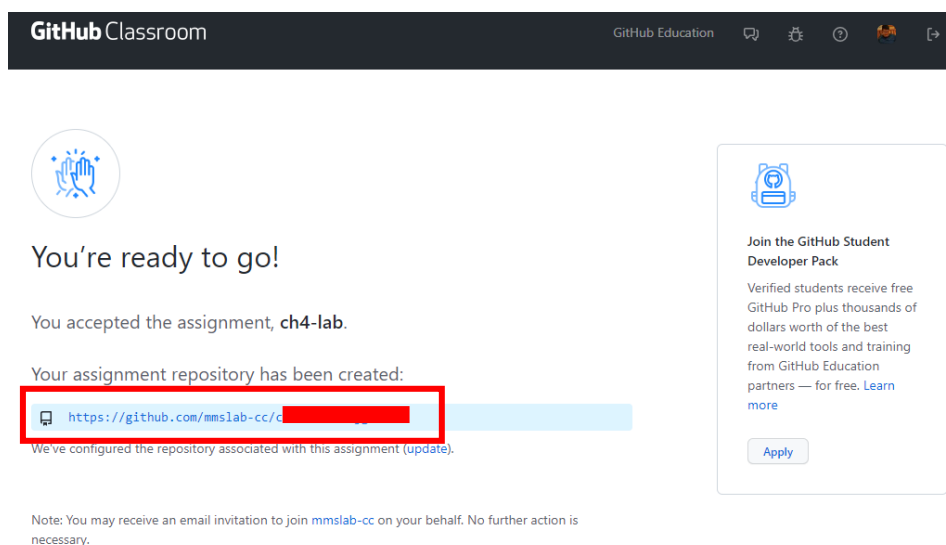 GitHub Classroom
GitHub Education
You're ready to go!
You accepted the assignment, ch4-lab.
Your assignment repository has been created:
https://github.com/mmslab-cc/c
We've configured the repository associated with this assignment (update).
Note: You may receive an email invitation to join mmslab-cc on your behalf. No further action is
necessary.
Join the GitHub Student
Developer Pack
Verified students receive free
GitHub Pro plus thousands of
dollars worth of the best
real-world tools and training
from GitHub Education
partners — for free. Learn
more
Apply